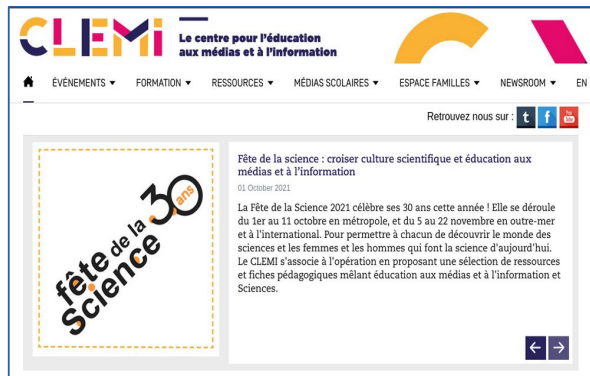 CLEMI
Le centre pour l'éducation
aux médias et à l'information
ÉVÉNEMENTS ▼ FORMATION ▼ RESSOURCES ▼ MÉDIAS SCOLAIRES ▼ ESPACE FAMILLES ▼ NEWSROOM ▼ EN
Retrouvez nous sur : t f You Tube
fête de la
Science
30
ans
Fête de la science : croiser culture scientifique et éducation aux
médias et à l'information
01 October 2021
La Fête de la Science 2021 célèbre ses 30 ans cette année ! Elle se déroule
du 1er au 11 octobre en métropole, et du 5 au 22 novembre en outre-mer
et à l'international. Pour permettre à chacun de découvrir le monde des
sciences et les femmes et les hommes qui font la science d'aujourd'hui.
Le CLEMI s'associe à l'opération en proposant une sélection de ressources
et fiches pédagogiques mêlant éducation aux médias et à l'information et
Sciences.